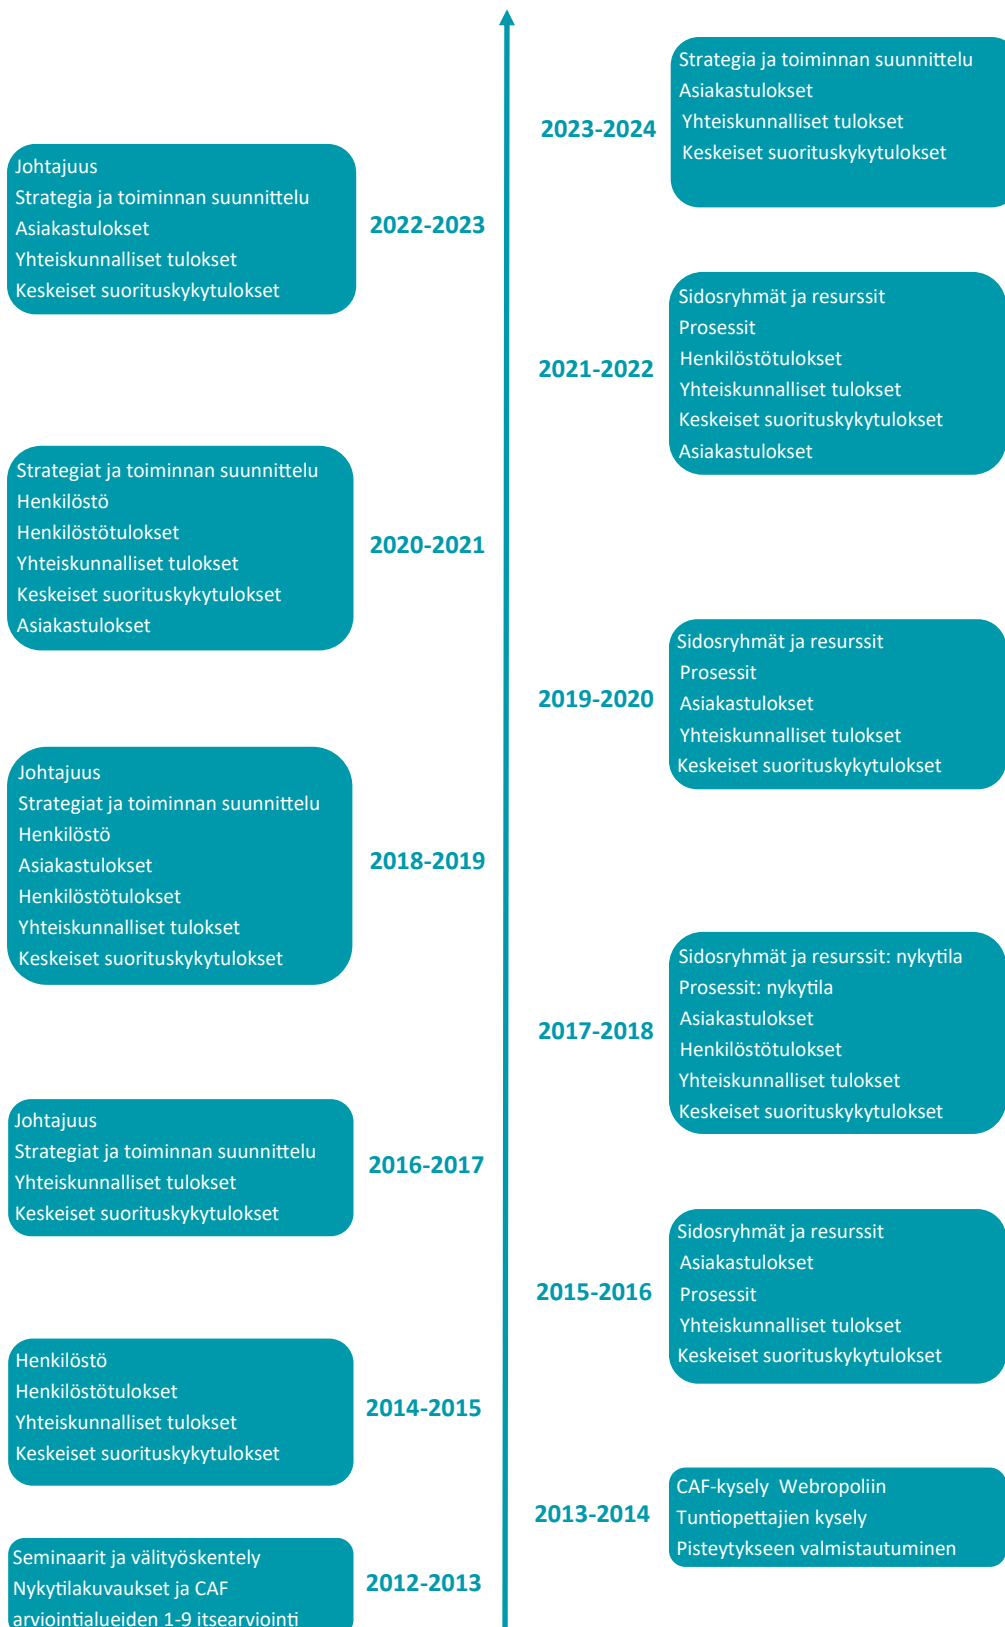 2023-2024
Strategia ja toiminnan suunnittelu
Asiakastulokset
Yhteiskunnalliset tulokset
Keskeiset suorituskykytulokset
2022-2023
Johtajuus
Strategia ja toiminnan suunnittelu
Asiakastulokset
Yhteiskunnalliset tulokset
Keskeiset suorituskykytulokset
2021-2022
Sidosryhmät ja resurssit
Prosessit
Henkilöstötulokset
Yhteiskunnalliset tulokset
Keskeiset suorituskykytulokset
Asiakastulokset
2020-2021
Strategiat ja toiminnan suunnittelu
Henkilöstö
Henkilöstötulokset
Yhteiskunnalliset tulokset
Keskeiset suorituskykytulokset
Asiakastulokset
2019-2020
Sidosryhmät ja resurssit
Prosessit
Asiakastulokset
Yhteiskunnalliset tulokset
Keskeiset suorituskykytulokset
2018-2019
Johtajuus
Strategiat ja toiminnan suunnittelu
Henkilöstö
Asiakastulokset
Henkilöstötulokset
Yhteiskunnalliset tulokset
Keskeiset suorituskykytulokset
2017-2018
Sidosryhmät ja resurssit: nykytila
Prosessit: nykytila
Asiakastulokset
Henkilöstötulokset
Yhteiskunnalliset tulokset
Keskeiset suorituskykytulokset
2016-2017
Johtajuus
Strategiat ja toiminnan suunnittelu
Yhteiskunnalliset tulokset
Keskeiset suorituskykytulokset
2015-2016
Sidosryhmät ja resurssit
Asiakastulokset
Prosessit
Yhteiskunnalliset tulokset
Keskeiset suorituskykytulokset
2014-2015
Henkilöstö
Henkilöstötulokset
Yhteiskunnalliset tulokset
Keskeiset suorituskykytulokset
2013-2014
CAF-kysely Webropoliin
Tuntiopettajien kysely
Pisteytykseen valmistautuminen
2012-2013
Seminaarit ja välityöskentely
Nykytilakuvaukset ja CAF
arviointialueiden 1-9 itsearviointi